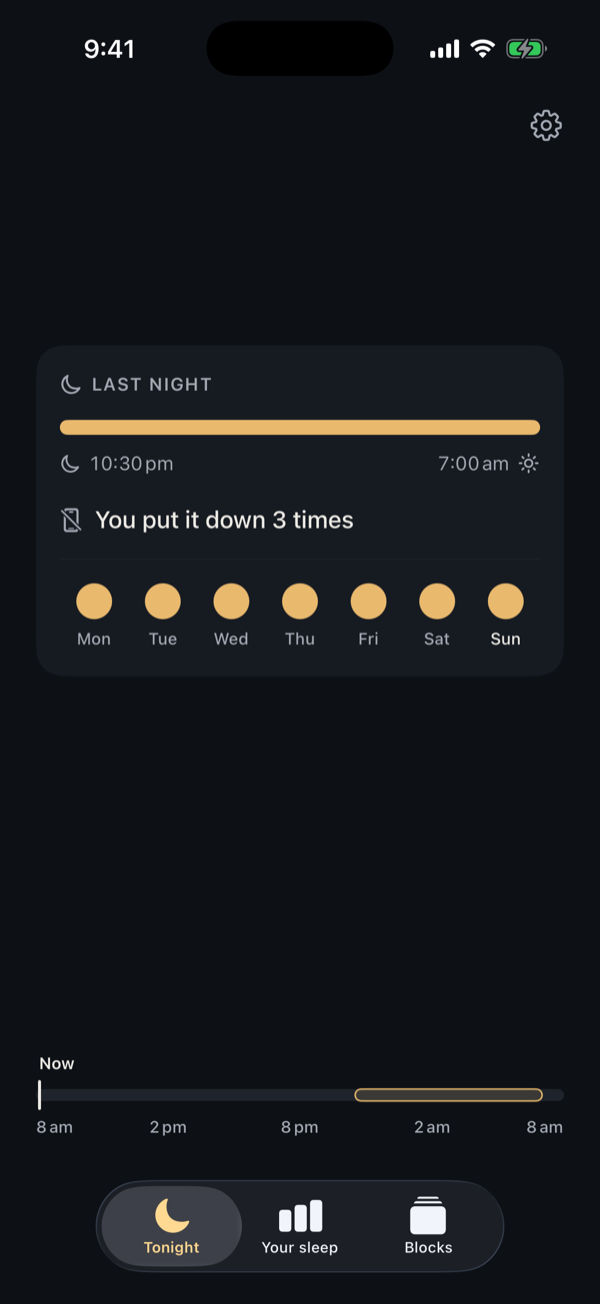 9:41
LAST NIGHT
10:30 pm 7:00 am
You put it down 3 times
Mon Tue Wed Thu Fri Sat Sun
Now
8 am 2 pm 8 pm 2 am 8 am
Tonight Your sleep Blocks